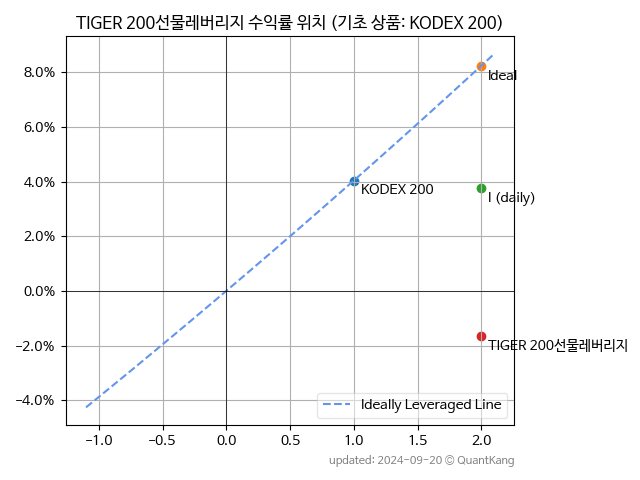 TIGER 200선물레버리지 수익률 위치 (기초 상품: KODEX 200)
8.0%
6.0%
4.0%
2.0%
0.0%
−2.0%
−4.0%
Ideal
KODEX 200
I (daily)
TIGER 200선물레버리지
Ideally Leveraged Line
−1.0 −0.5 0.0 0.5 1.0 1.5 2.0
updated: 2024-09-20 © QuantKang